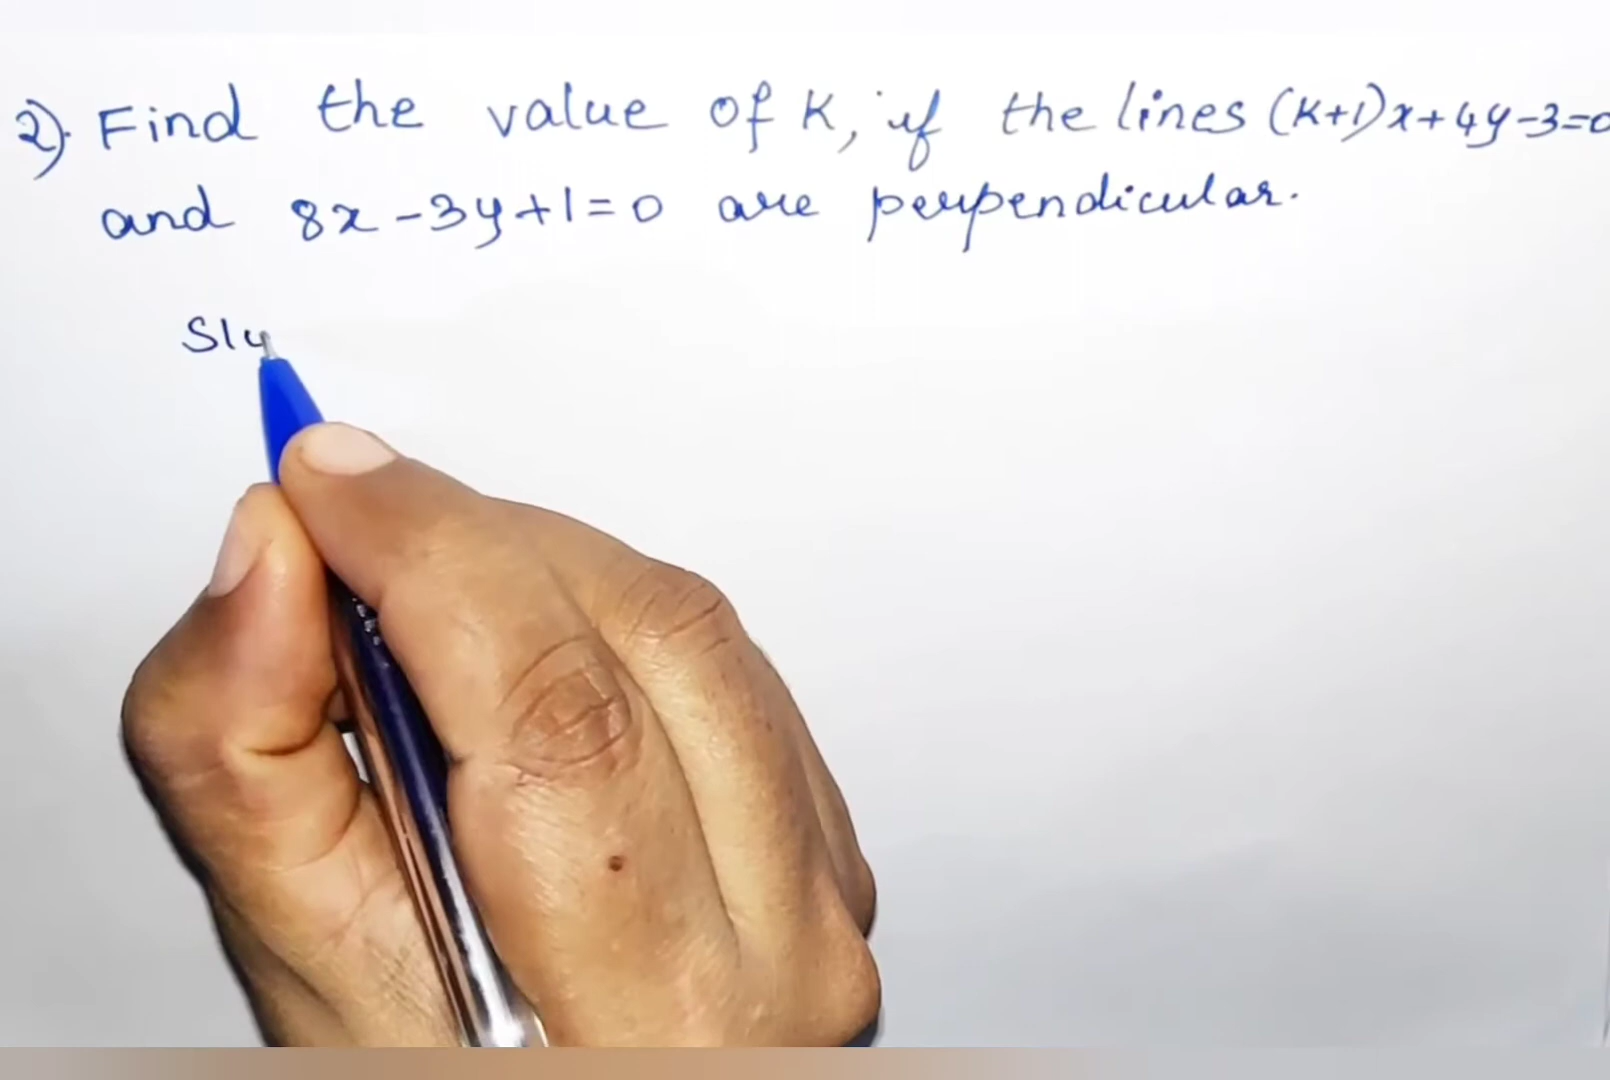 2). Find the value of K, if the lines (K+1)x+4y-3=0
and 8x-3y+1=0 are perpendicular.
Slu